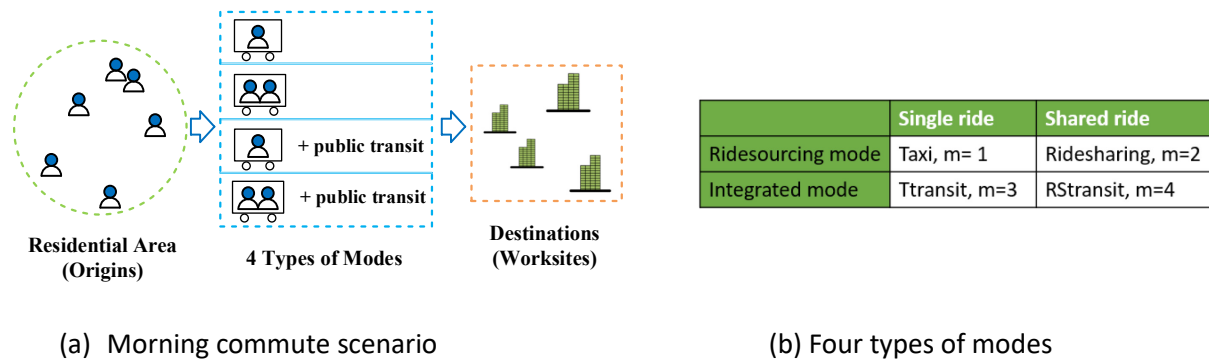 + public transit
+ public transit
Residential Area
(Origins)
4 Types of Modes
Destinations
(Worksites)
(a) Morning commute scenario
Single ride Shared ride
Ridesourcing mode Taxi, m= 1 Ridesharing, m=2
Integrated mode Ttransit, m=3 RStransit, m=4
(b) Four types of modes